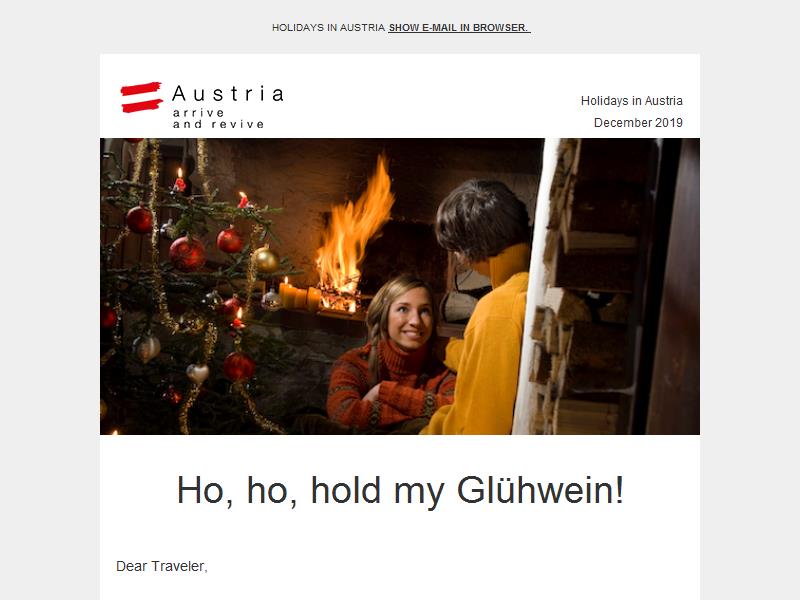 HOLIDAYS IN AUSTRIA SHOW E-MAIL IN BROWSER.
Austria
arrive
and revive
Holidays in Austria
December 2019
Ho, ho, hold my Glühwein!
Dear Traveler,